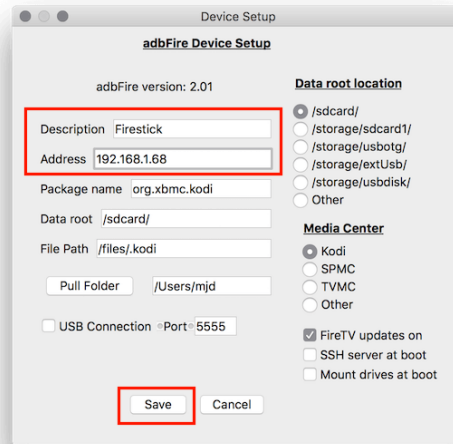 Device Setup
adbFire Device Setup
adbFire version: 2.01
Description Firestick
Address 192.168.1.68
Package name org.xbmc.kodi
Data root /sdcard/
File Path /files/.kodi
Pull Folder /Users/mjd
USB Connection Port 5555
Save Cancel
Data root location
/sdcard/
/storage/sdcard1/
/storage/usbotg/
/storage/extUsb/
/storage/usbdisk/
Other
Media Center
Kodi
SPMC
TVMC
Other
FireTV updates on
SSH server at boot
Mount drives at boot